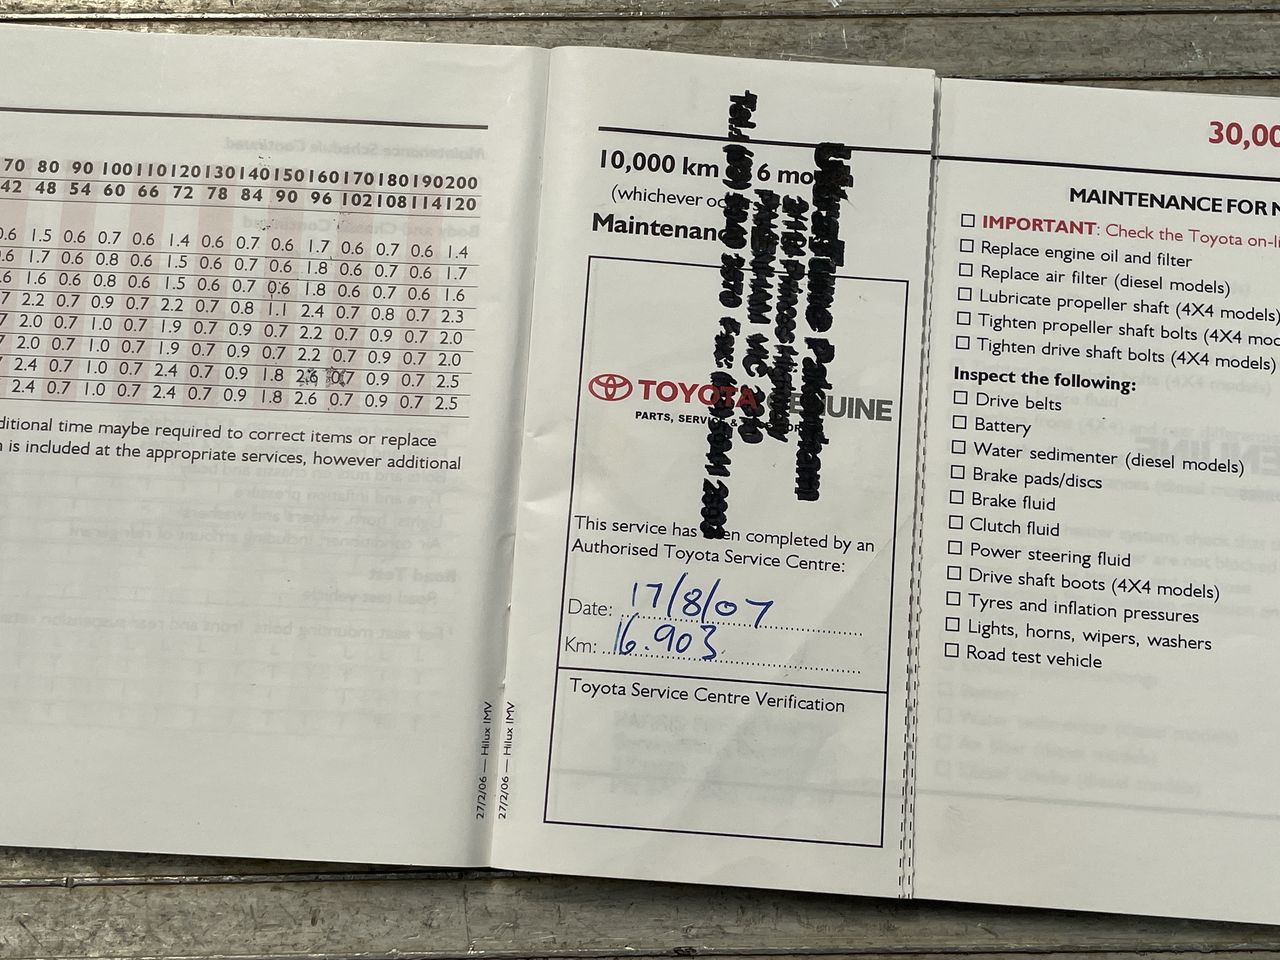 70 80 90 100 110 120 130 140 150 160 170 180 190 200
42 48 54 60 66 72 78 84 90 96 102 108 114 120
0.6 1.5 0.6 0.7 0.6 1.4 0.6 0.7 0.6 1.7 0.6 0.7 0.6 1.4
.6 1.7 0.6 0.8 0.6 1.5 0.6 0.7 0.6 1.8 0.6 0.7 0.6 1.7
.6 1.6 0.6 0.8 0.6 1.5 0.6 0.7 0.6 1.8 0.6 0.7 0.6 1.6
.7 2.2 0.7 0.9 0.7 2.2 0.7 0.8 1.1 2.4 0.7 0.8 0.7 2.3
.7 2.0 0.7 1.0 0.7 1.9 0.7 0.9 0.7 2.2 0.7 0.9 0.7 2.0
.7 2.0 0.7 1.0 0.7 1.9 0.7 0.9 0.7 2.2 0.7 0.9 0.7 2.0
2.4 0.7 1.0 0.7 2.4 0.7 0.9 1.8 2.6 0.7 0.9 0.7 2.5
2.4 0.7 1.0 0.7 2.4 0.7 0.9 1.8 2.6 0.7 0.9 0.7 2.5
ditional time maybe required to correct items or replace
n is included at the appropriate services, however additional
27/2/06 — Hilux IMV
27/2/06 — Hilux IMV
10,000 km 6 mo
(whichever oc
Maintenan
TOYOTA GENUINE
PARTS, SERVICE &
This service has been completed by an
Authorised Toyota Service Centre:
Date: 17/8/07
Km: 16.903
Toyota Service Centre Verification
30,00
MAINTENANCE FOR N
IMPORTANT: Check the Toyota on-li
Replace engine oil and filter
Replace air filter (diesel models)
Lubricate propeller shaft (4X4 models)
Tighten propeller shaft bolts (4X4 mod
Tighten drive shaft bolts (4X4 models)
Inspect the following:
Drive belts
Battery
Water sedimenter (diesel models)
Brake pads/discs
Brake fluid
Clutch fluid
Power steering fluid
Drive shaft boots (4X4 models)
Tyres and inflation pressures
Lights, horns, wipers, washers
Road test vehicle